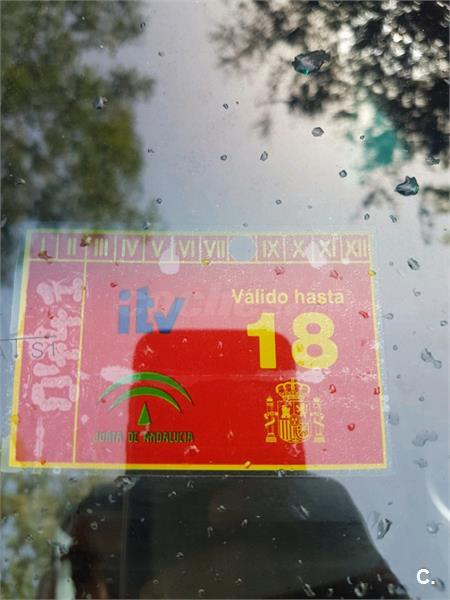 I II III IV V VI VII IX X XI XII
itv
Válido hasta
18
JUNTA DE ANDALUCIA
C.